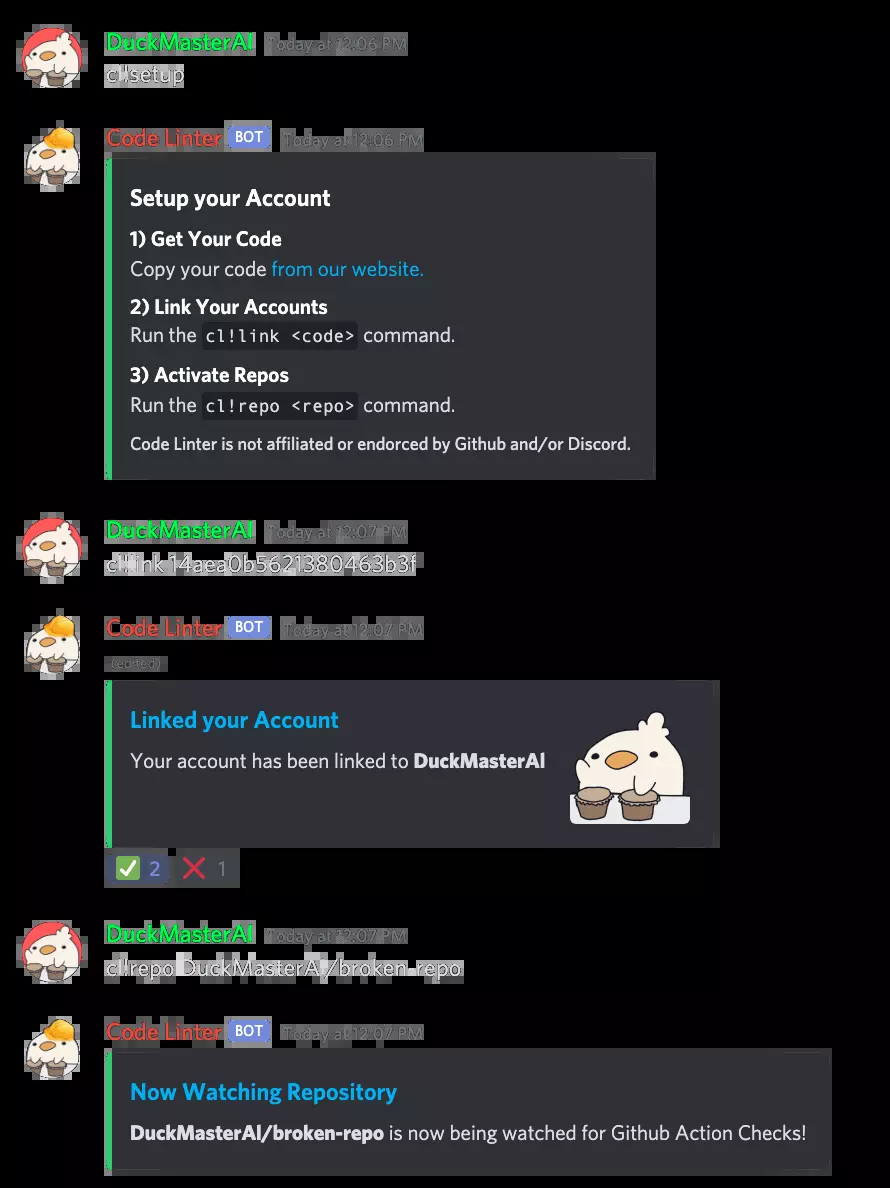 DuckMasterAI Today at 12:06 PM
cl!setup
Code Linter BOT Today at 12:06 PM
Setup your Account
1) Get Your Code
Copy your code from our website.
2) Link Your Accounts
Run the cl!link <code> command.
3) Activate Repos
Run the cl!repo <repo> command.
Code Linter is not affiliated or endorced by Github and/or Discord.
DuckMasterAI Today at 12:07 PM
cl!link 14aea0b5621380463b3f
Code Linter BOT Today at 12:07 PM
(edited)
Linked your Account
Your account has been linked to DuckMasterAI
2 1
DuckMasterAI Today at 12:07 PM
cl!repo DuckMasterAI/broken-repo
Code Linter BOT Today at 12:07 PM
Now Watching Repository
DuckMasterAI/broken-repo is now being watched for Github Action Checks!